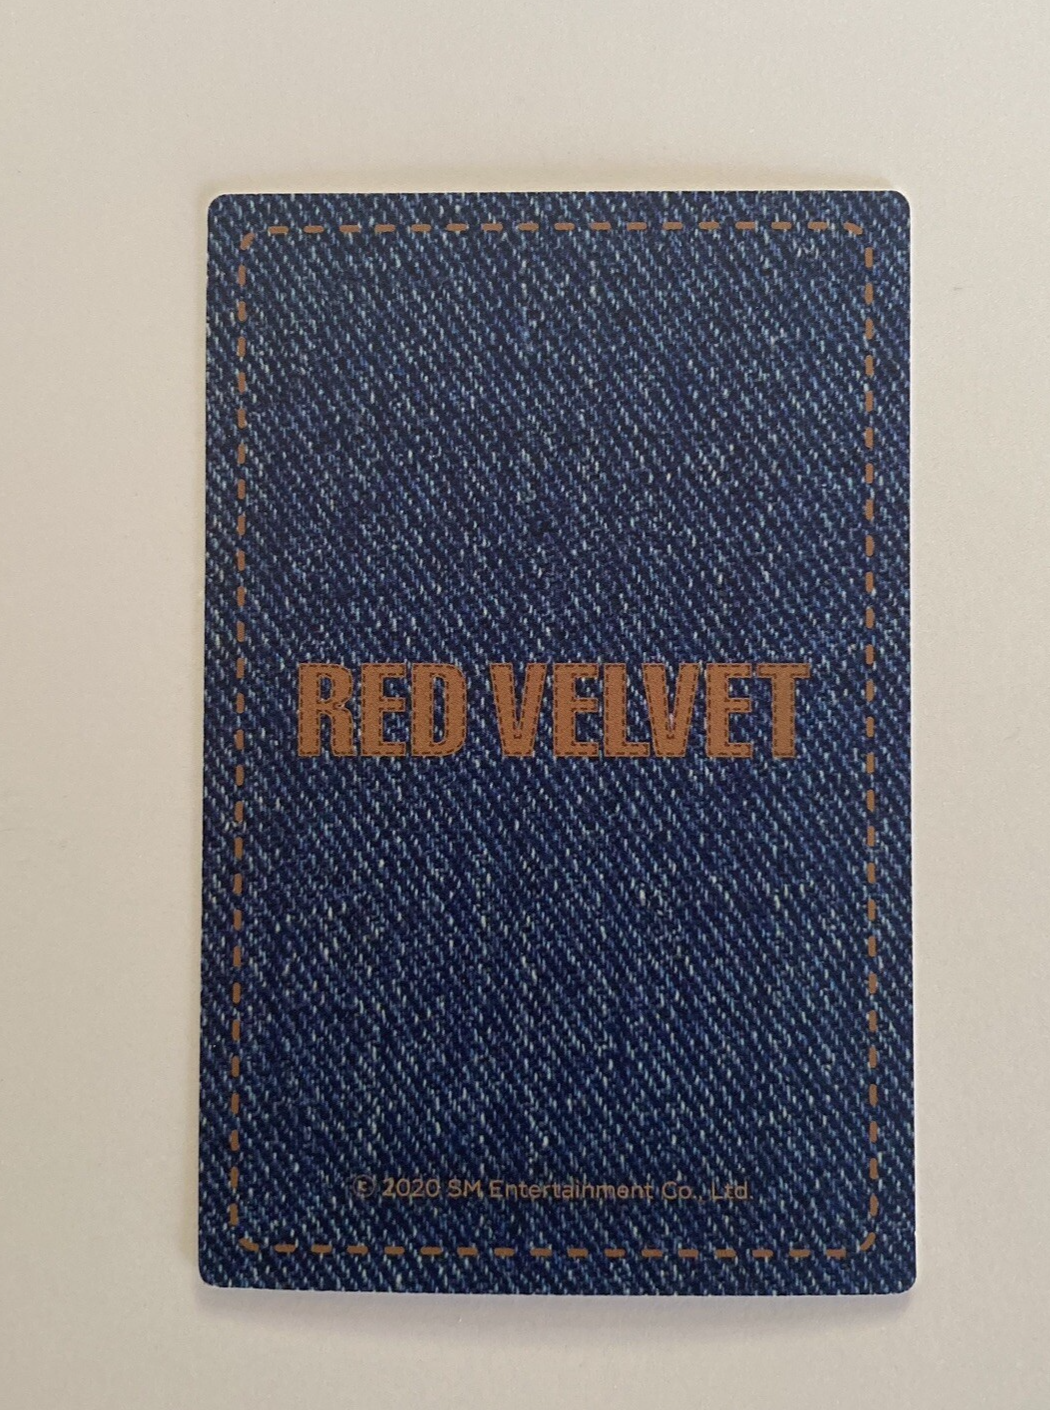 RED VELVET
© 2020 SM Entertainment Co., Ltd.